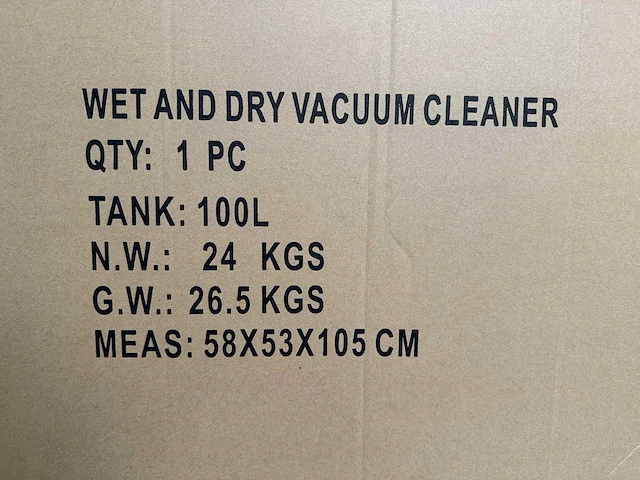 WET AND DRY VACUUM CLEANER
QTY: 1 PC
TANK: 100L
N.W.: 24 KGS
G.W.: 26.5 KGS
MEAS: 58X53X105 CM